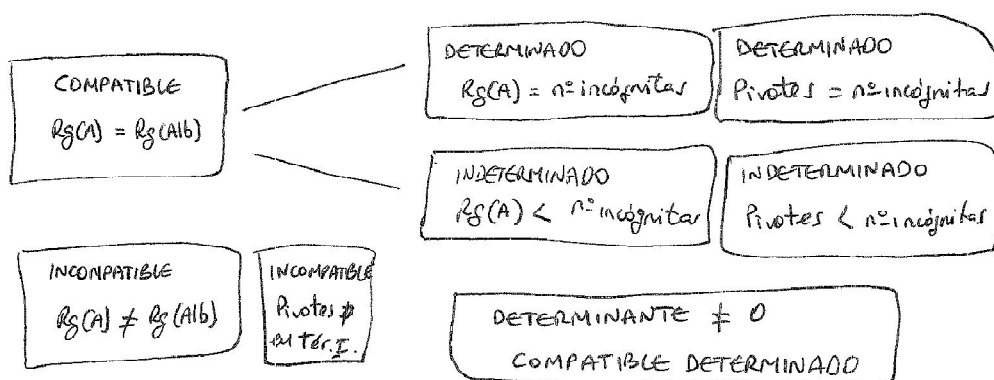 COMPATIBLE
Rg(A) = Rg(A|b)
DETERMINADO
Rg(A) = nº incógnitas
DETERMINADO
Pivotes = nº incógnitas
INDETERMINADO
Rg(A) < nº incógnitas
INDETERMINADO
Pivotes < nº incógnitas
INCOMPATIBLE
Rg(A) ≠ Rg(A|b)
INCOMPATIBLE
Pivotes
en tér. I.
DETERMINANTE ≠ 0
COMPATIBLE DETERMINADO